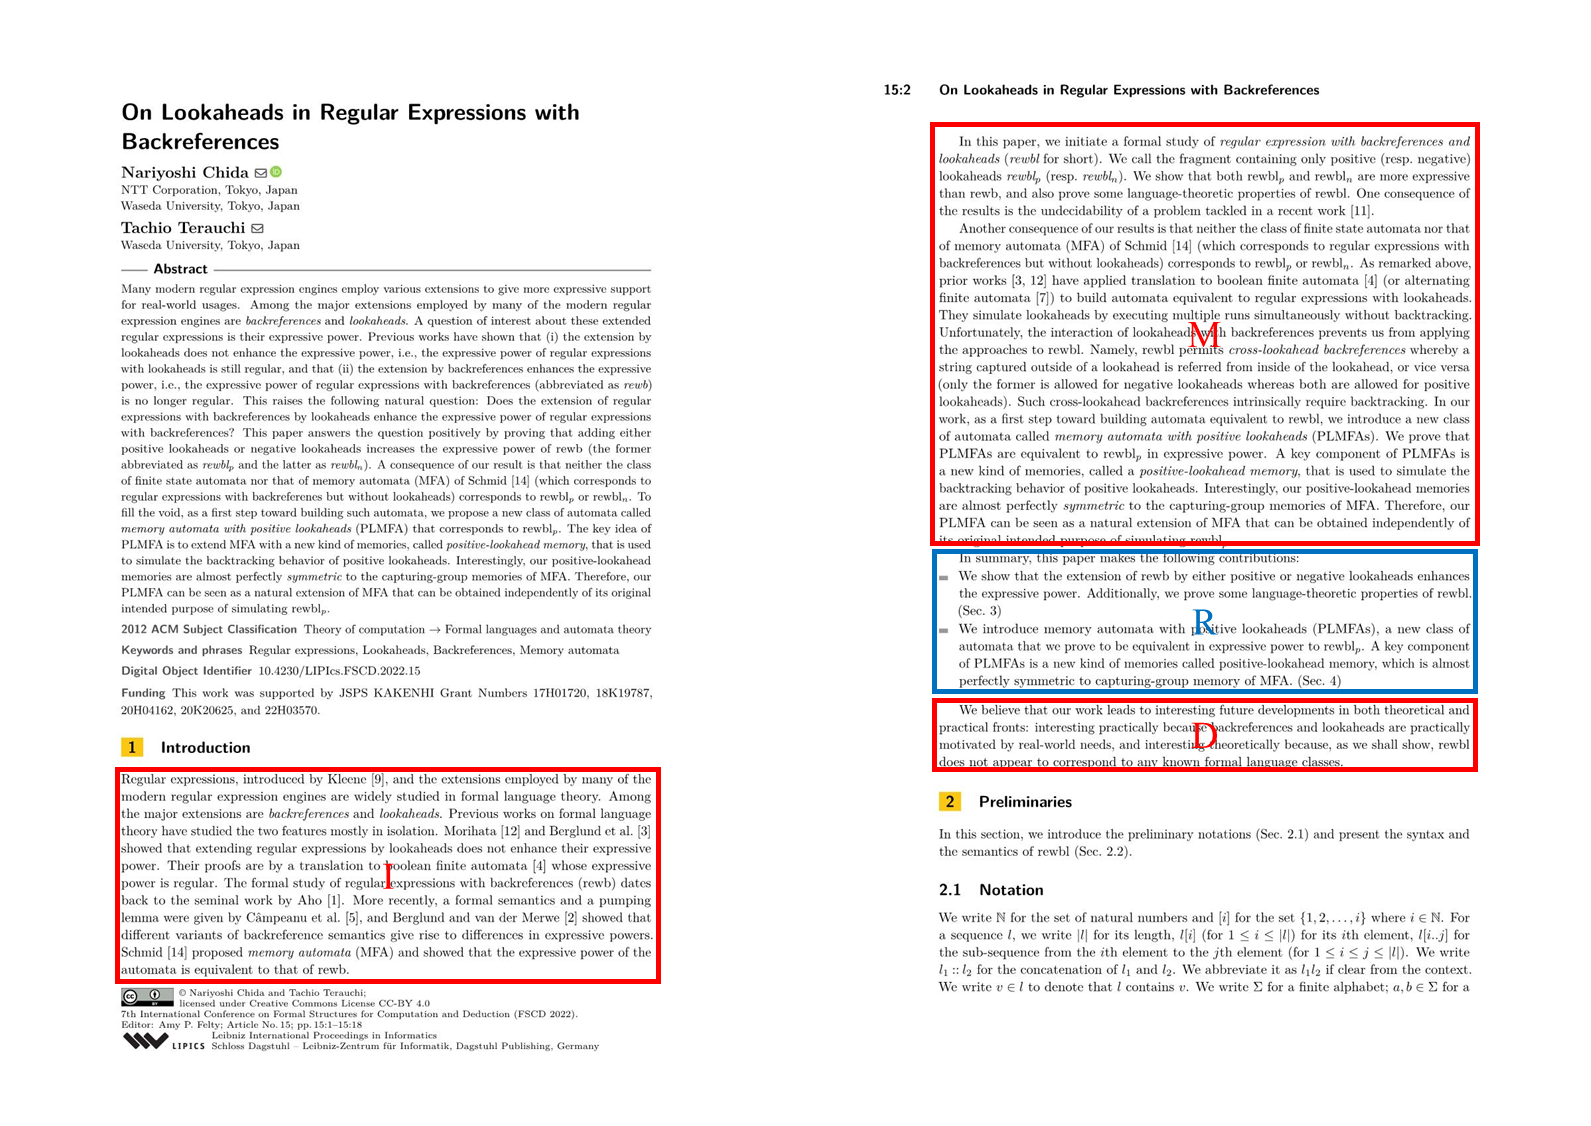 On Lookaheads in Regular Expressions with
Backreferences
Nariyoshi Chida
NTT Corporation, Tokyo, Japan
Waseda University, Tokyo, Japan
Tachio Terauchi
Waseda University, Tokyo, Japan
Abstract
Many modern regular expression engines employ various extensions to give more expressive support
for real-world usages. Among the major extensions employed by many of the modern regular
expression engines are backreferences and lookaheads. A question of interest about these extended
regular expressions is their expressive power. Previous works have shown that (i) the extension by
lookaheads does not enhance the expressive power, i.e., the expressive power of regular expressions
with lookaheads is still regular, and that (ii) the extension by backreferences enhances the expressive
power, i.e., the expressive power of regular expressions with backreferences (abbreviated as rewb)
is no longer regular. This raises the following natural question: Does the extension of regular
expressions with backreferences by lookaheads enhance the expressive power of regular expressions
with backreferences? This paper answers the question positively by proving that adding either
positive lookaheads or negative lookaheads increases the expressive power of rewb (the former
abbreviated as rewblₚ and the latter as rewblₙ). A consequence of our result is that neither the class
of finite state automata nor that of memory automata (MFA) of Schmid [14] (which corresponds to
regular expressions with backreferenes but without lookaheads) corresponds to rewblₚ or rewblₙ. To
fill the void, as a first step toward building such automata, we propose a new class of automata called
memory automata with positive lookaheads (PLMFA) that corresponds to rewblₚ. The key idea of
PLMFA is to extend MFA with a new kind of memories, called positive-lookahead memory, that is used
to simulate the backtracking behavior of positive lookaheads. Interestingly, our positive-lookahead
memories are almost perfectly symmetric to the capturing-group memories of MFA. Therefore, our
PLMFA can be seen as a natural extension of MFA that can be obtained independently of its original
intended purpose of simulating rewblₚ.
2012 ACM Subject Classification Theory of computation → Formal languages and automata theory
Keywords and phrases Regular expressions, Lookaheads, Backreferences, Memory automata
Digital Object Identifier 10.4230/LIPIcs.FSCD.2022.15
Funding This work was supported by JSPS KAKENHI Grant Numbers 17H01720, 18K19787,
20H04162, 20K20625, and 22H03570.
1 Introduction
Regular expressions, introduced by Kleene [9], and the extensions employed by many of the
modern regular expression engines are widely studied in formal language theory. Among
the major extensions are backreferences and lookaheads. Previous works on formal language
theory have studied the two features mostly in isolation. Morihata [12] and Berglund et al. [3]
showed that extending regular expressions by lookaheads does not enhance their expressive
power. Their proofs are by a translation to boolean finite automata [4] whose expressive
power is regular. The formal study of regular expressions with backreferences (rewb) dates
I
back to the seminal work by Aho [1]. More recently, a formal semantics and a pumping
lemma were given by Câmpeanu et al. [5], and Berglund and van der Merwe [2] showed that
different variants of backreference semantics give rise to differences in expressive powers.
Schmid [14] proposed memory automata (MFA) and showed that the expressive power of the
automata is equivalent to that of rewb.
© Nariyoshi Chida and Tachio Terauchi;
licensed under Creative Commons License CC-BY 4.0
7th International Conference on Formal Structures for Computation and Deduction (FSCD 2022).
Editor: Amy P. Felty; Article No. 15; pp. 15:1–15:18
Leibniz International Proceedings in Informatics
LIPICS Schloss Dagstuhl – Leibniz-Zentrum für Informatik, Dagstuhl Publishing, Germany
15:2 On Lookaheads in Regular Expressions with Backreferences
In this paper, we initiate a formal study of regular expression with backreferences and
lookaheads (rewbl for short). We call the fragment containing only positive (resp. negative)
lookaheads rewblₚ (resp. rewblₙ). We show that both rewblₚ and rewblₙ are more expressive
than rewb, and also prove some language-theoretic properties of rewbl. One consequence of
the results is the undecidability of a problem tackled in a recent work [11].
Another consequence of our results is that neither the class of finite state automata nor that
of memory automata (MFA) of Schmid [14] (which corresponds to regular expressions with
backreferences but without lookaheads) corresponds to rewblₚ or rewblₙ. As remarked above,
prior works [3, 12] have applied translation to boolean finite automata [4] (or alternating
finite automata [7]) to build automata equivalent to regular expressions with lookaheads.
They simulate lookaheads by executing multiple runs simultaneously without backtracking.
Unfortunately, the interaction of lookaheads with backreferences prevents us from applying
M
the approaches to rewbl. Namely, rewbl permits cross-lookahead backreferences whereby a
string captured outside of a lookahead is referred from inside of the lookahead, or vice versa
(only the former is allowed for negative lookaheads whereas both are allowed for positive
lookaheads). Such cross-lookahead backreferences intrinsically require backtracking. In our
work, as a first step toward building automata equivalent to rewbl, we introduce a new class
of automata called memory automata with positive lookaheads (PLMFAs). We prove that
PLMFAs are equivalent to rewblₚ in expressive power. A key component of PLMFAs is
a new kind of memories, called a positive-lookahead memory, that is used to simulate the
backtracking behavior of positive lookaheads. Interestingly, our positive-lookahead memories
are almost perfectly symmetric to the capturing-group memories of MFA. Therefore, our
PLMFA can be seen as a natural extension of MFA that can be obtained independently of
its original intended purpose of simulating rewblₚ.
In summary, this paper makes the following contributions:
We show that the extension of rewb by either positive or negative lookaheads enhances
the expressive power. Additionally, we prove some language-theoretic properties of rewbl.
(Sec. 3)
R
We introduce memory automata with positive lookaheads (PLMFAs), a new class of
automata that we prove to be equivalent in expressive power to rewblₚ. A key component
of PLMFAs is a new kind of memories called positive-lookahead memory, which is almost
perfectly symmetric to capturing-group memory of MFA. (Sec. 4)
We believe that our work leads to interesting future developments in both theoretical and
practical fronts: interesting practically because backreferences and lookaheads are practically
D
motivated by real-world needs, and interesting theoretically because, as we shall show, rewbl
does not appear to correspond to any known formal language classes.
2 Preliminaries
In this section, we introduce the preliminary notations (Sec. 2.1) and present the syntax and
the semantics of rewbl (Sec. 2.2).
2.1 Notation
We write ℕ for the set of natural numbers and [i] for the set {1, 2, . . . , i} where i ∈ ℕ. For
a sequence l, we write |l| for its length, l[i] (for 1 ≤ i ≤ |l|) for its ith element, l[i..j] for
the sub-sequence from the ith element to the jth element (for 1 ≤ i ≤ j ≤ |l|). We write
l₁ :: l₂ for the concatenation of l₁ and l₂. We abbreviate it as l₁l₂ if clear from the context.
We write v ∈ l to denote that l contains v. We write Σ for a finite alphabet; a, b ∈ Σ for a